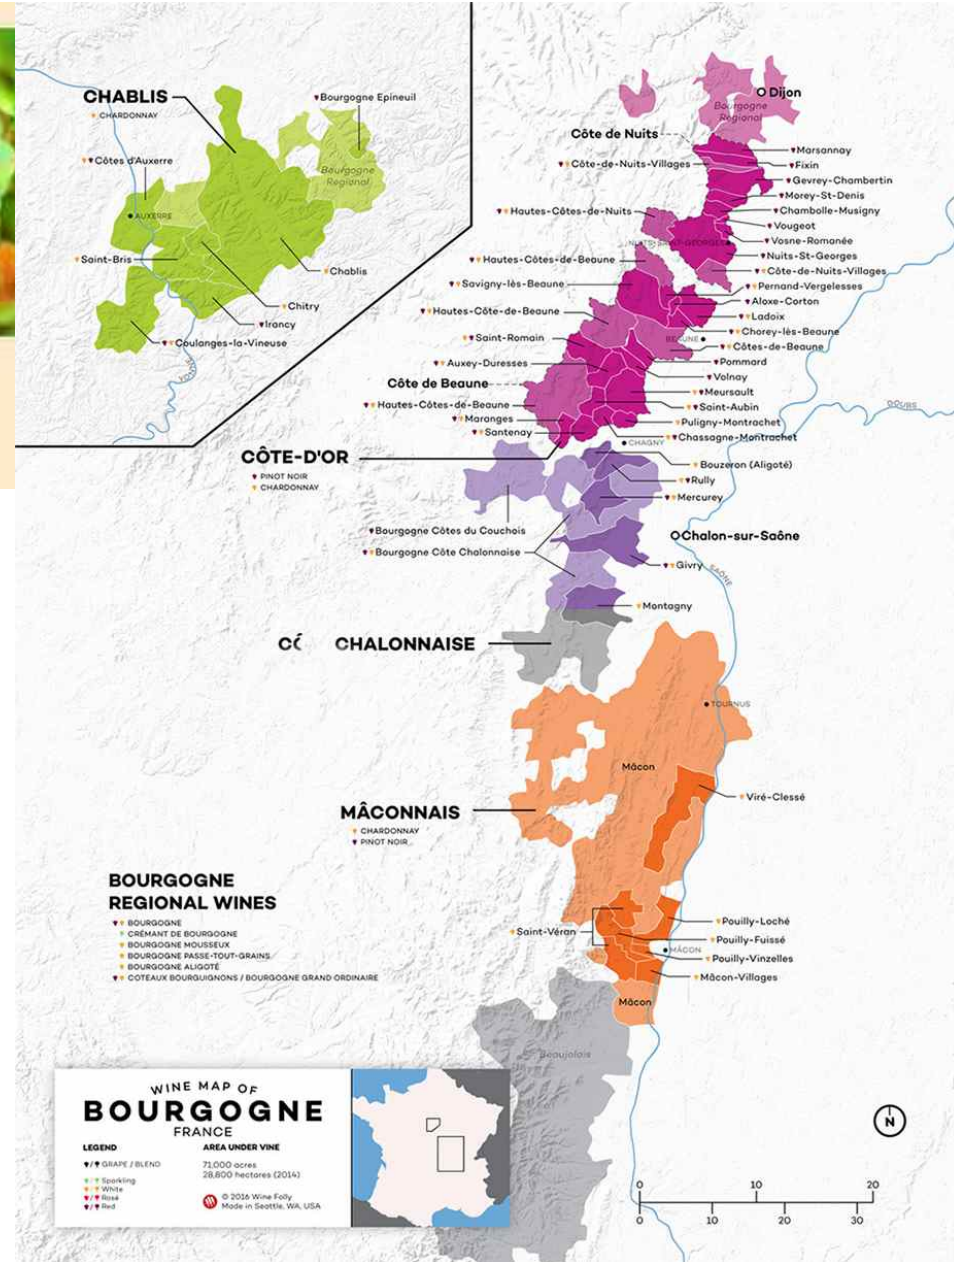 CHABLIS
CHARDONNAY
Bourgogne Epineuil
Côtes d'Auxerre
Bourgogne
Regional
AUXERRE
Saint-Bris
Chablis
Chitry
Irancy
Coulanges-la-Vineuse
YONNE
Dijon
Bourgogne
Regional
Côte de Nuits
Marsannay
Côte-de-Nuits-Villages
Fixin
Gevrey-Chambertin
Morey-St-Denis
Hautes-Côtes-de-Nuits
Chambolle-Musigny
Vougeot
NUITS-SAINT-GEORGES
Vosne-Romanée
Nuits-St-Georges
Hautes-Côtes-de-Beaune
Côte-de-Nuits-Villages
Savigny-lès-Beaune
Pernand-Vergelesses
Aloxe-Corton
Hautes-Côte-de-Beaune
Ladoix
Chorey-lès-Beaune
Saint-Romain
BEAUNE
Côtes-de-Beaune
Auxey-Duresses
Pommard
Volnay
Côte de Beaune
Meursault
Hautes-Côtes-de-Beaune
Saint-Aubin
DOUBS
Maranges
Puligny-Montrachet
Santenay
CHAGNY
Chassagne-Montrachet
CÔTE-D'OR
PINOT NOIR
CHARDONNAY
Bouzeron (Aligoté)
Rully
Mercurey
Bourgogne Côtes du Couchois
Chalon-sur-Saône
Bourgogne Côte Chalonnaise
Givry
SAÔNE
Montagny
CHALONNAISE
TOURNUS
Mâcon
Viré-Clessé
MÂCONNAIS
CHARDONNAY
PINOT NOIR
BOURGOGNE
REGIONAL WINES
BOURGOGNE
CRÉMANT DE BOURGOGNE
BOURGOGNE MOUSSEUX
BOURGOGNE PASSE-TOUT-GRAINS
BOURGOGNE ALIGOTÉ
COTEAUX BOURGUIGNONS / BOURGOGNE GRAND ORDINAIRE
Pouilly-Loché
Saint-Véran
Pouilly-Fuissé
MÂCON
Pouilly-Vinzelles
Mâcon-Villages
Mâcon
Beaujolais
WINE MAP OF
BOURGOGNE
FRANCE
LEGEND
GRAPE / BLEND
Sparkling
White
Rosé
Red
AREA UNDER VINE
71,000 acres
28,800 hectares (2014)
© 2016 Wine Folly
Made in Seattle, WA, USA
N
0 10 20
0 10 20 30